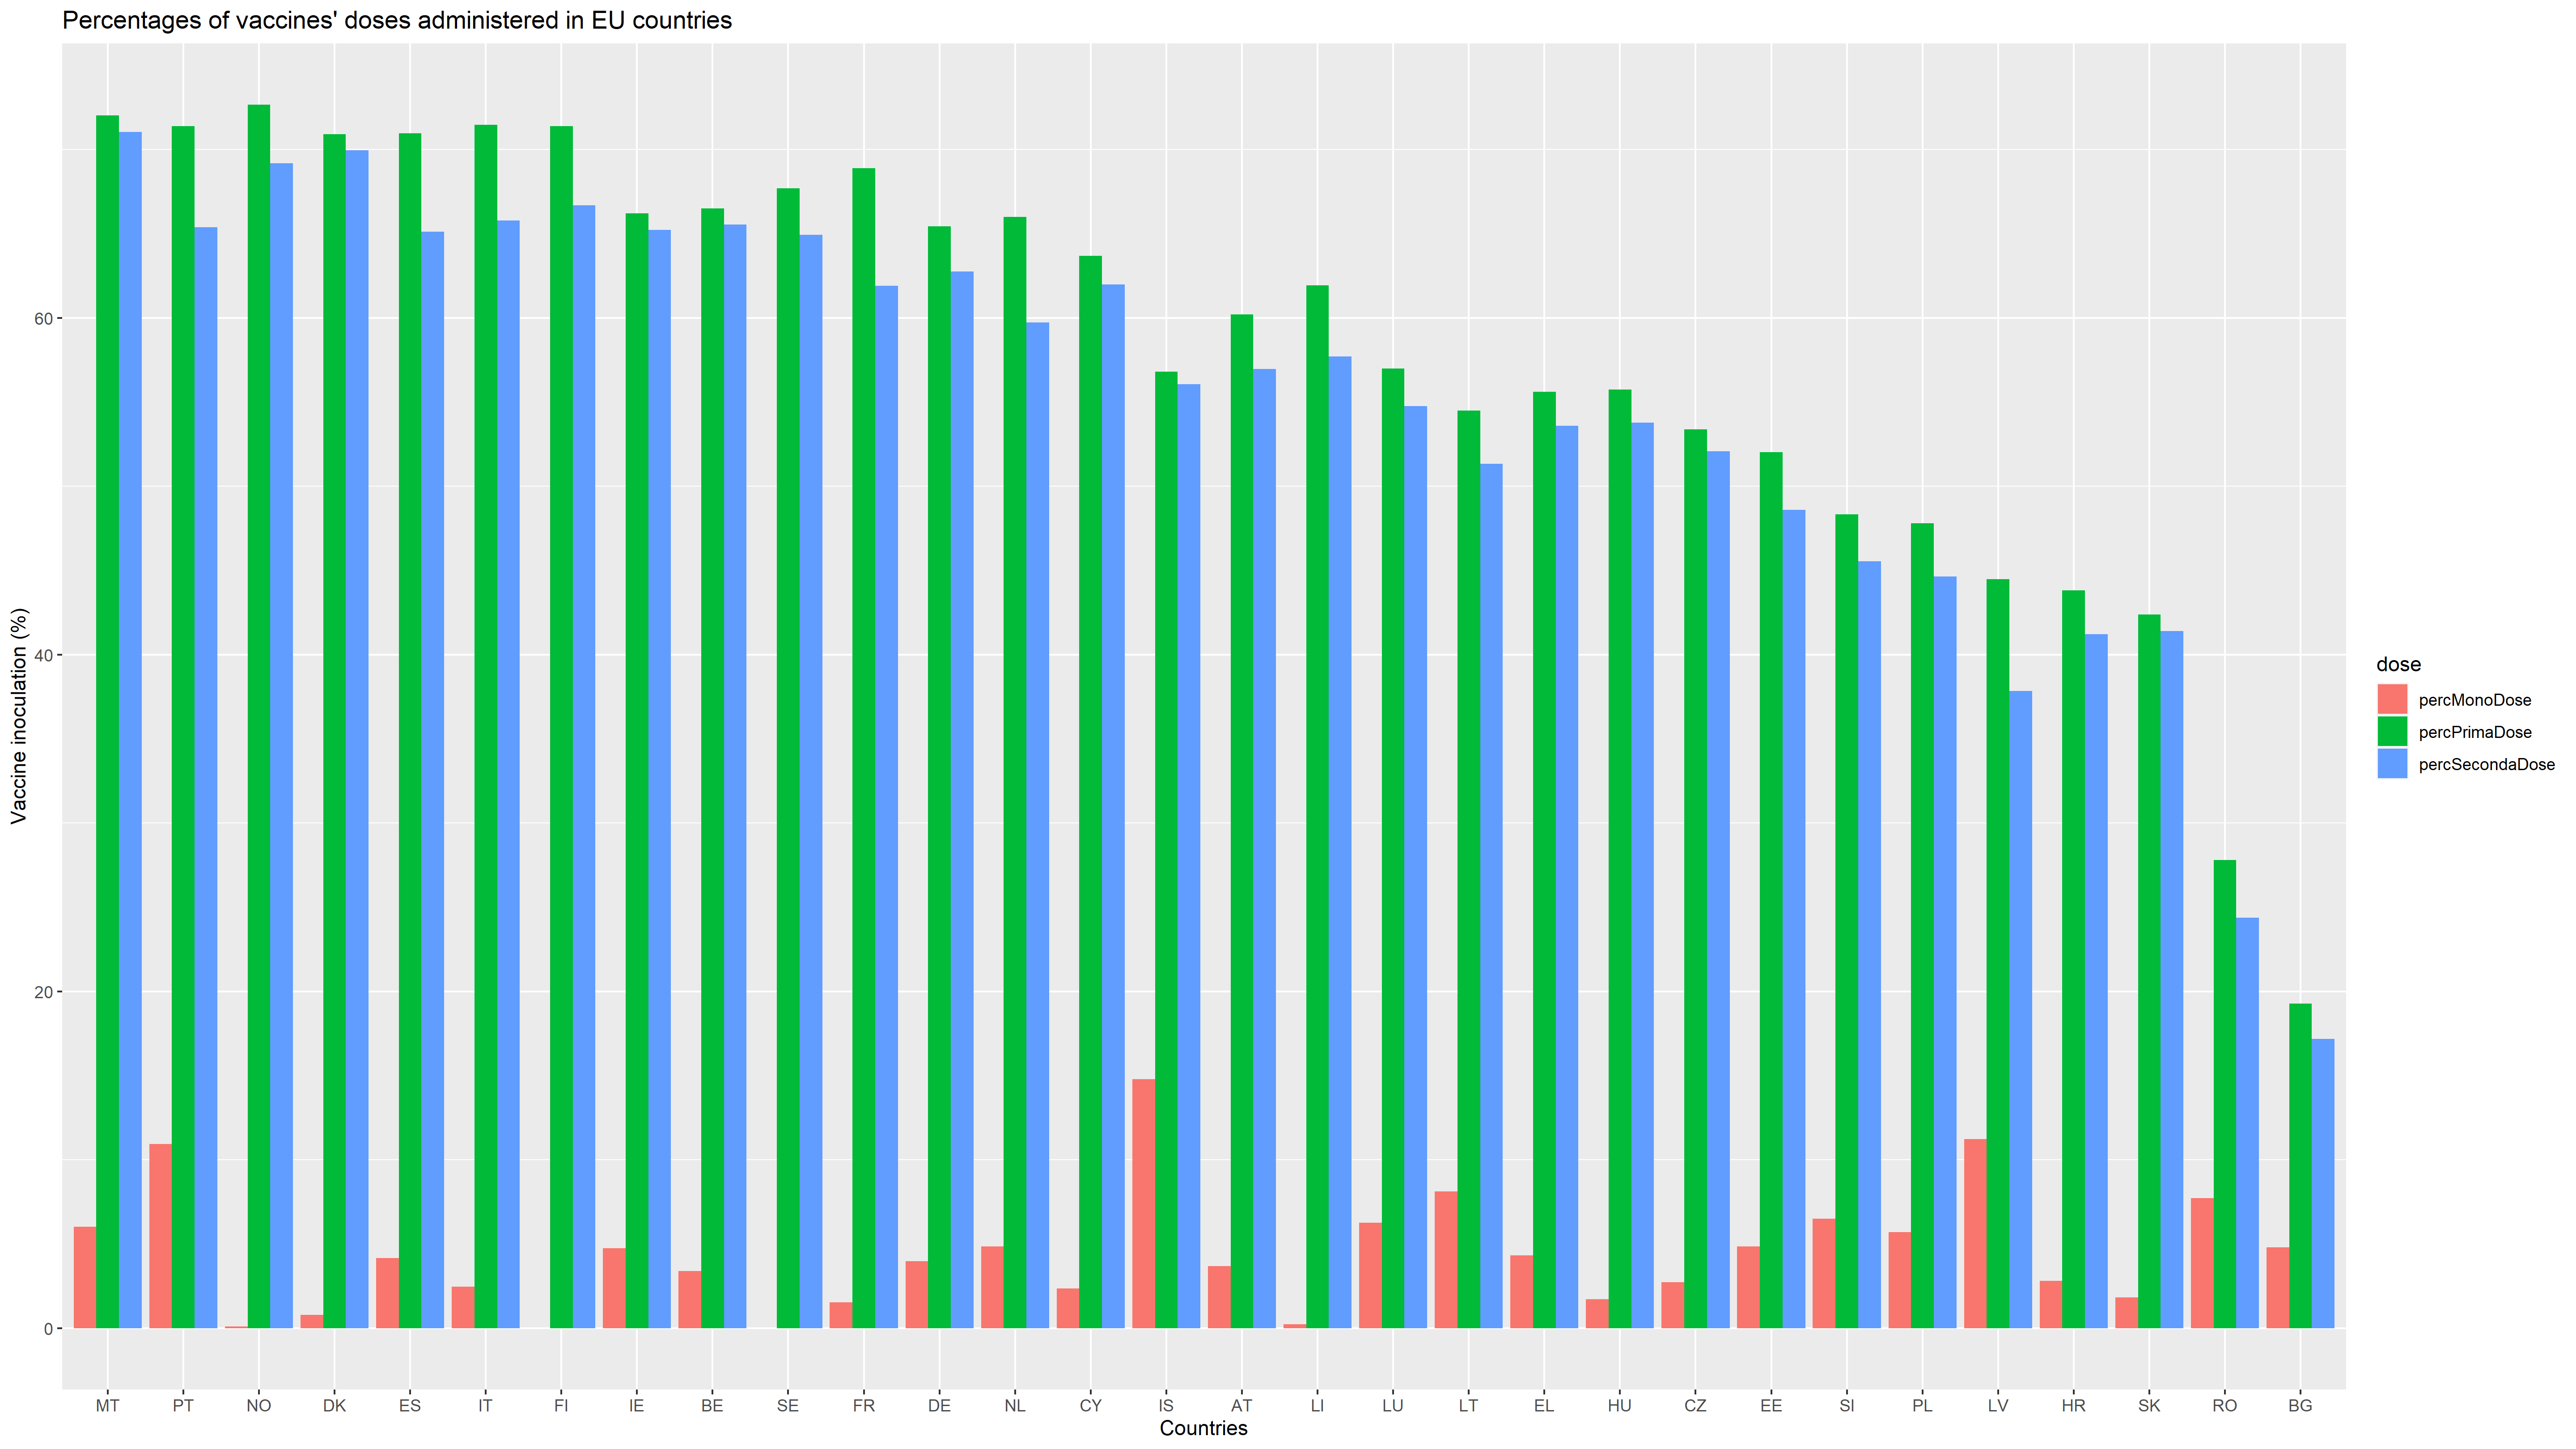 Percentages of vaccines' doses administered in EU countries
Vaccine inoculation (%)
60
40
20
0
MT PT NO DK ES IT FI IE BE SE FR DE NL CY IS AT LI LU LT EL HU CZ EE SI PL LV HR SK RO BG
Countries
dose
percMonoDose
percPrimaDose
percSecondaDose